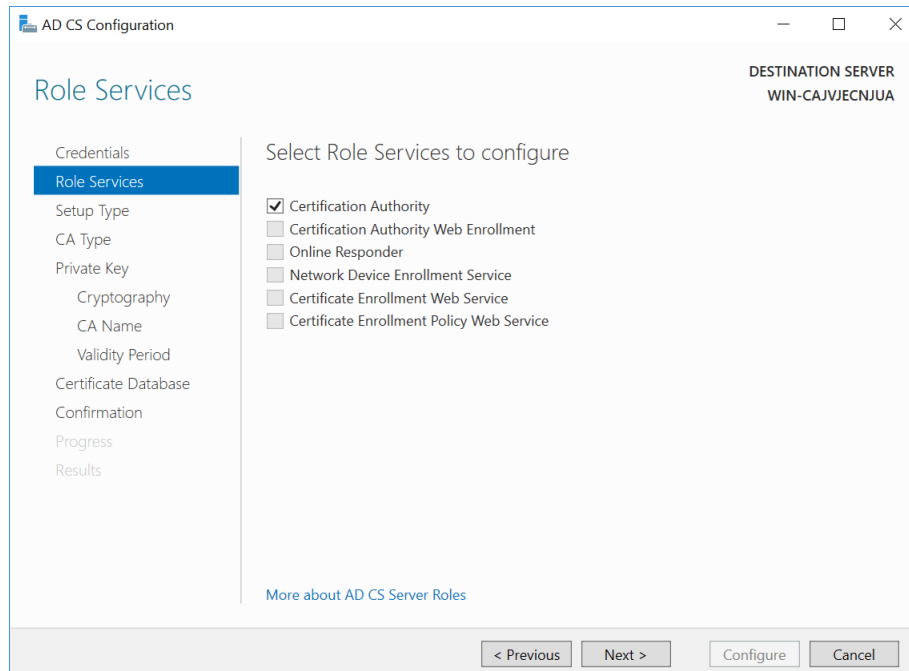 AD CS Configuration
DESTINATION SERVER
WIN-CAJVJECNJUA
Role Services
Credentials
Role Services
Setup Type
CA Type
Private Key
Cryptography
CA Name
Validity Period
Certificate Database
Confirmation
Progress
Results
Select Role Services to configure
Certification Authority
Certification Authority Web Enrollment
Online Responder
Network Device Enrollment Service
Certificate Enrollment Web Service
Certificate Enrollment Policy Web Service
More about AD CS Server Roles
< Previous
Next >
Configure
Cancel